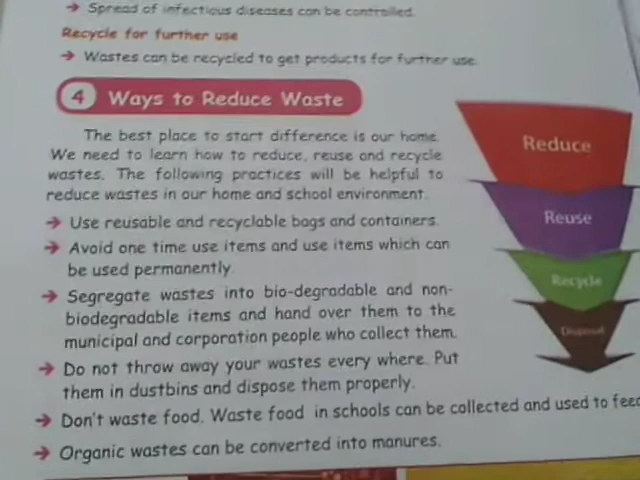 → Spread of infectious diseases can be controlled.
Recycle for further use
→ Wastes can be recycled to get products for further use.
4 Ways to Reduce Waste
The best place to start difference is our home.
We need to learn how to reduce, reuse and recycle
wastes. The following practices will be helpful to
reduce wastes in our home and school environment.
→ Use reusable and recyclable bags and containers.
→ Avoid one time use items and use items which can
be used permanently.
→ Segregate wastes into bio-degradable and non-
biodegradable items and hand over them to the
municipal and corporation people who collect them.
→ Do not throw away your wastes every where. Put
them in dustbins and dispose them properly.
→ Don't waste food. Waste food in schools can be collected and used to
→ Organic wastes can be converted into manures.
Reduce
Reuse
Recycle
Disposal